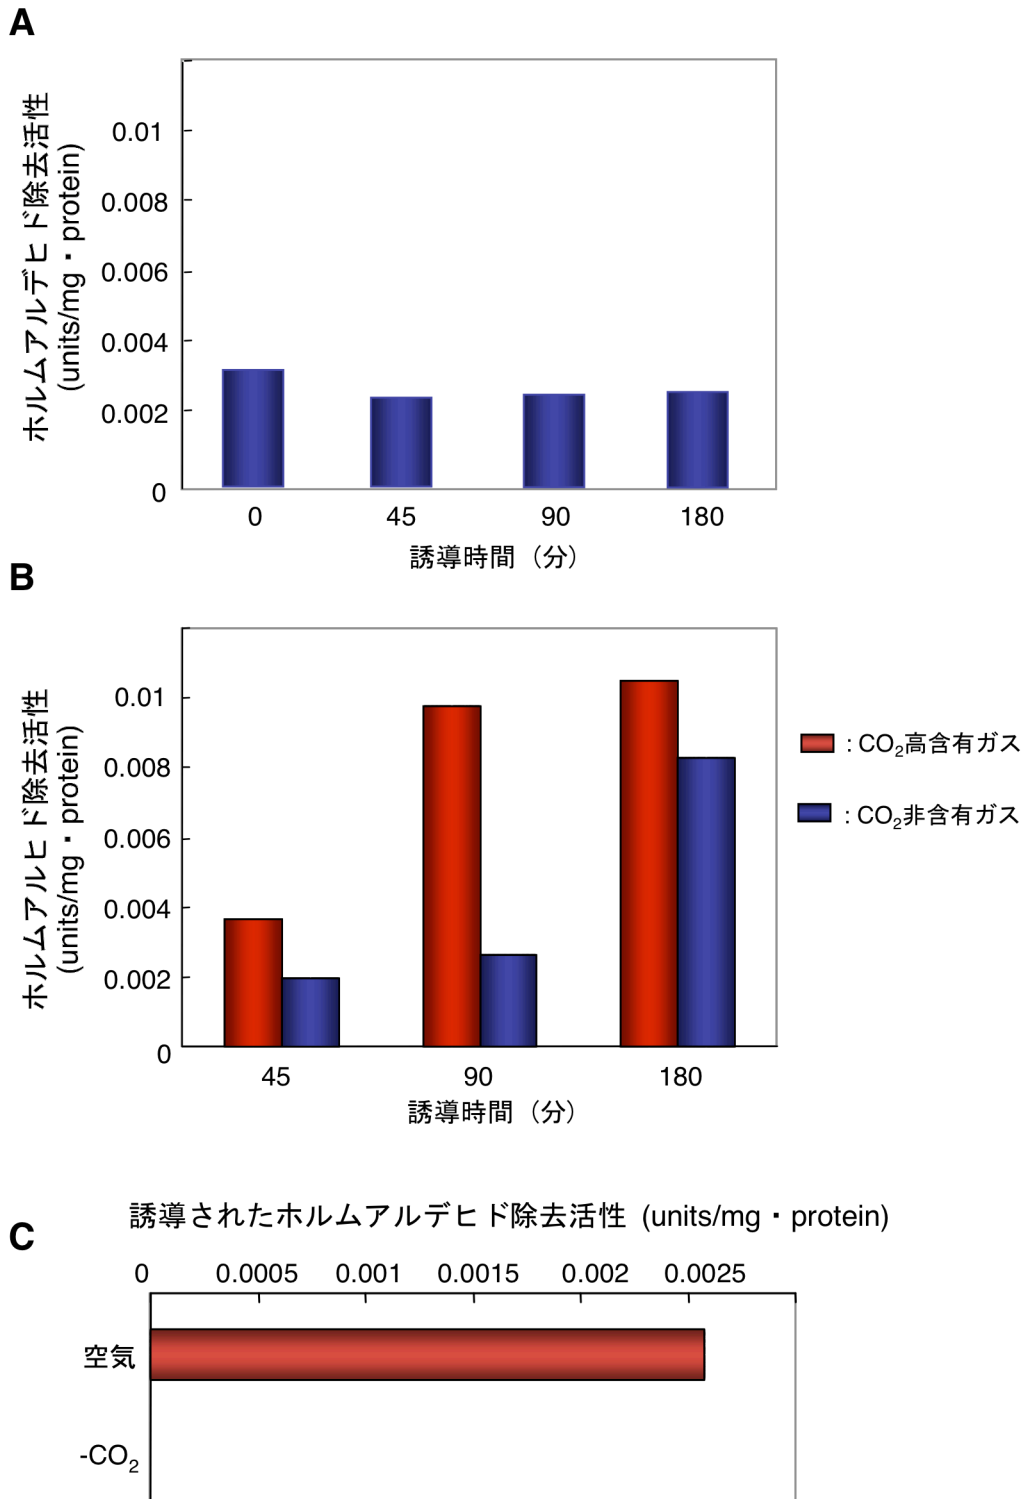 A
ホルムアルデヒド除去活性
(units/mg・protein)
0.01
0.008
0.006
0.004
0.002
0
0
45
90
180
誘導時間（分）
B
ホルムアルヒド除去活性
(units/mg・protein)
0.01
0.008
0.006
0.004
0.002
0
45
90
180
誘導時間（分）
: CO₂高含有ガス
: CO₂非含有ガス
C
誘導されたホルムアルデヒド除去活性 (units/mg・protein)
0
0.0005
0.001
0.0015
0.002
0.0025
空気
-CO₂